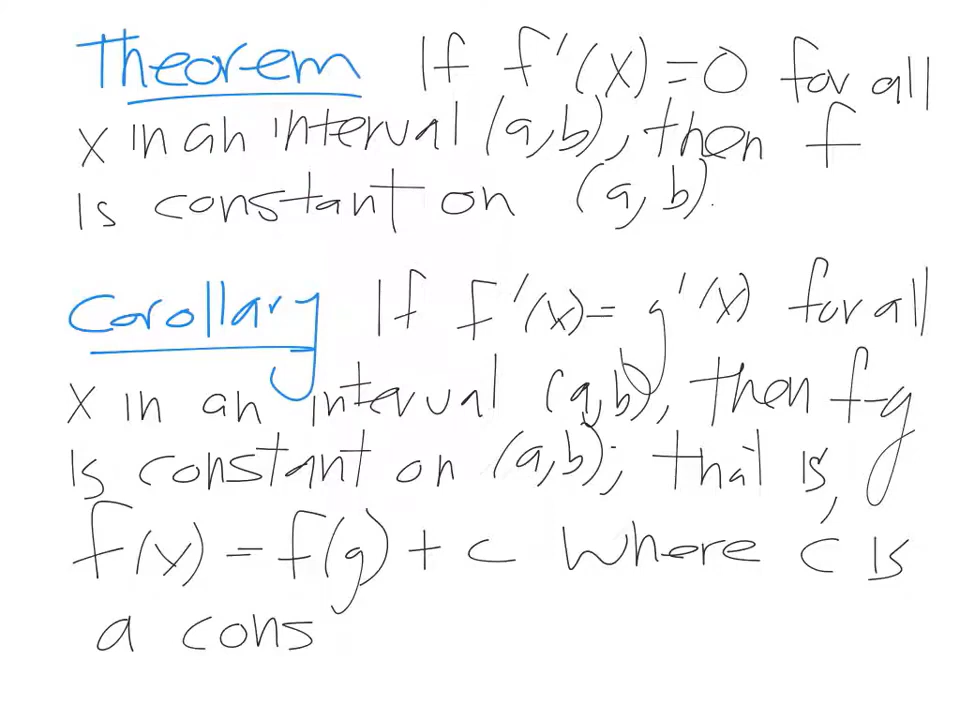 Theorem If f'(x)=0 for all
x in an interval (a,b), then f
is constant on (a,b).
Corollary If f'(x)= g'(x) for all
x in an interval (a,b), then f-g
is constant on (a,b); that is,
f(x) = f(g) + c where c is
a cons